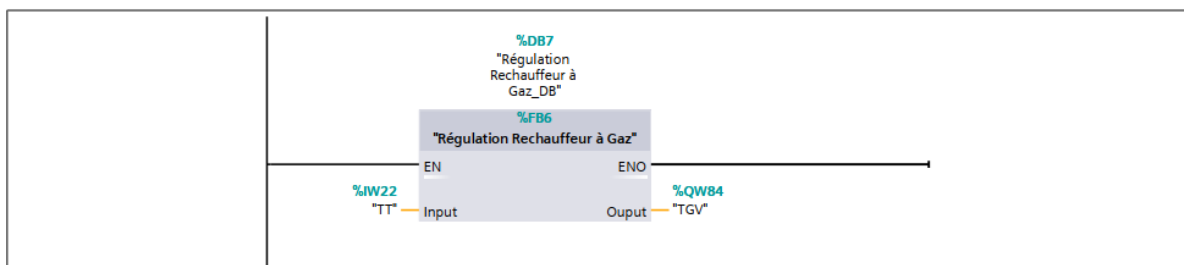 %DB7
"Régulation
Rechauffeur à
Gaz_DB"
%FB6
"Régulation Rechauffeur à Gaz"
EN ENO
%IW22 %QW84
"TT" Input Ouput "TGV"